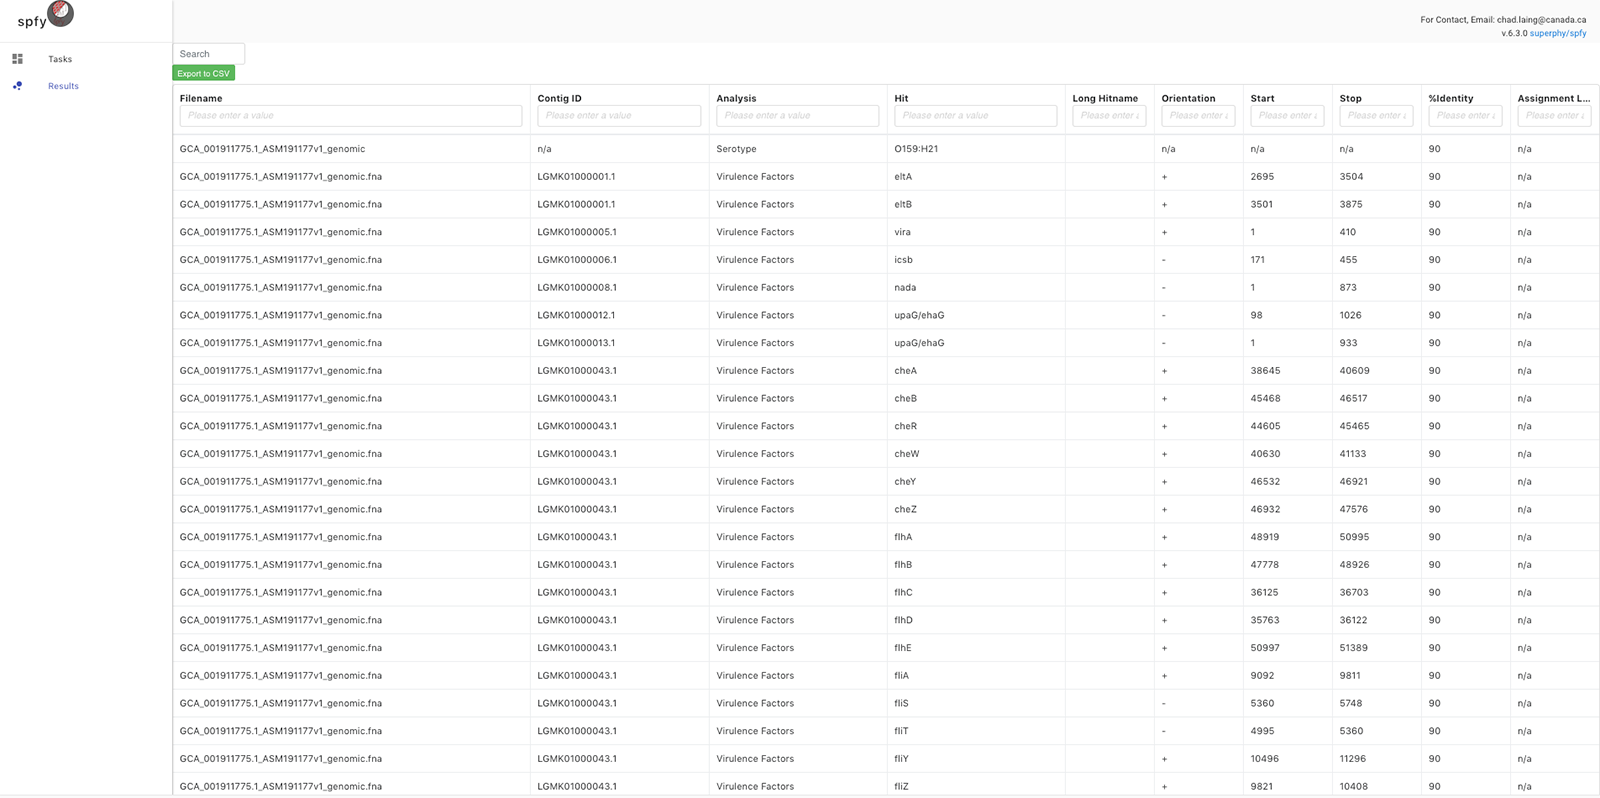 spfy
For Contact, Email: chad.laing@canada.ca
v.6.3.0 superphy/spfy
Tasks
Results
Search
Export to CSV
Filename Contig ID Analysis Hit Long Hitname Orientation Start Stop %Identity Assignment L...
Please enter a value Please enter a value Please enter a value Please enter a value Please enter Please enter Please enter Please enter Please enter Please enter
GCA_001911775.1_ASM191177v1_genomic n/a Serotype O159:H21 n/a n/a n/a 90 n/a
GCA_001911775.1_ASM191177v1_genomic.fna LGMK01000001.1 Virulence Factors eltA + 2695 3504 90 n/a
GCA_001911775.1_ASM191177v1_genomic.fna LGMK01000001.1 Virulence Factors eltB + 3501 3875 90 n/a
GCA_001911775.1_ASM191177v1_genomic.fna LGMK01000005.1 Virulence Factors vira + 1 410 90 n/a
GCA_001911775.1_ASM191177v1_genomic.fna LGMK01000006.1 Virulence Factors icsb - 171 455 90 n/a
GCA_001911775.1_ASM191177v1_genomic.fna LGMK01000008.1 Virulence Factors nada - 1 873 90 n/a
GCA_001911775.1_ASM191177v1_genomic.fna LGMK01000012.1 Virulence Factors upaG/ehaG - 98 1026 90 n/a
GCA_001911775.1_ASM191177v1_genomic.fna LGMK01000013.1 Virulence Factors upaG/ehaG - 1 933 90 n/a
GCA_001911775.1_ASM191177v1_genomic.fna LGMK01000043.1 Virulence Factors cheA + 38645 40609 90 n/a
GCA_001911775.1_ASM191177v1_genomic.fna LGMK01000043.1 Virulence Factors cheB + 45468 46517 90 n/a
GCA_001911775.1_ASM191177v1_genomic.fna LGMK01000043.1 Virulence Factors cheR + 44605 45465 90 n/a
GCA_001911775.1_ASM191177v1_genomic.fna LGMK01000043.1 Virulence Factors cheW + 40630 41133 90 n/a
GCA_001911775.1_ASM191177v1_genomic.fna LGMK01000043.1 Virulence Factors cheY + 46532 46921 90 n/a
GCA_001911775.1_ASM191177v1_genomic.fna LGMK01000043.1 Virulence Factors cheZ + 46932 47576 90 n/a
GCA_001911775.1_ASM191177v1_genomic.fna LGMK01000043.1 Virulence Factors flhA + 48919 50995 90 n/a
GCA_001911775.1_ASM191177v1_genomic.fna LGMK01000043.1 Virulence Factors flhB + 47778 48926 90 n/a
GCA_001911775.1_ASM191177v1_genomic.fna LGMK01000043.1 Virulence Factors flhC + 36125 36703 90 n/a
GCA_001911775.1_ASM191177v1_genomic.fna LGMK01000043.1 Virulence Factors flhD + 35763 36122 90 n/a
GCA_001911775.1_ASM191177v1_genomic.fna LGMK01000043.1 Virulence Factors flhE + 50997 51389 90 n/a
GCA_001911775.1_ASM191177v1_genomic.fna LGMK01000043.1 Virulence Factors fliA + 9092 9811 90 n/a
GCA_001911775.1_ASM191177v1_genomic.fna LGMK01000043.1 Virulence Factors fliS - 5360 5748 90 n/a
GCA_001911775.1_ASM191177v1_genomic.fna LGMK01000043.1 Virulence Factors fliT - 4995 5360 90 n/a
GCA_001911775.1_ASM191177v1_genomic.fna LGMK01000043.1 Virulence Factors fliY + 10496 11296 90 n/a
GCA_001911775.1_ASM191177v1_genomic.fna LGMK01000043.1 Virulence Factors fliZ + 9821 10408 90 n/a